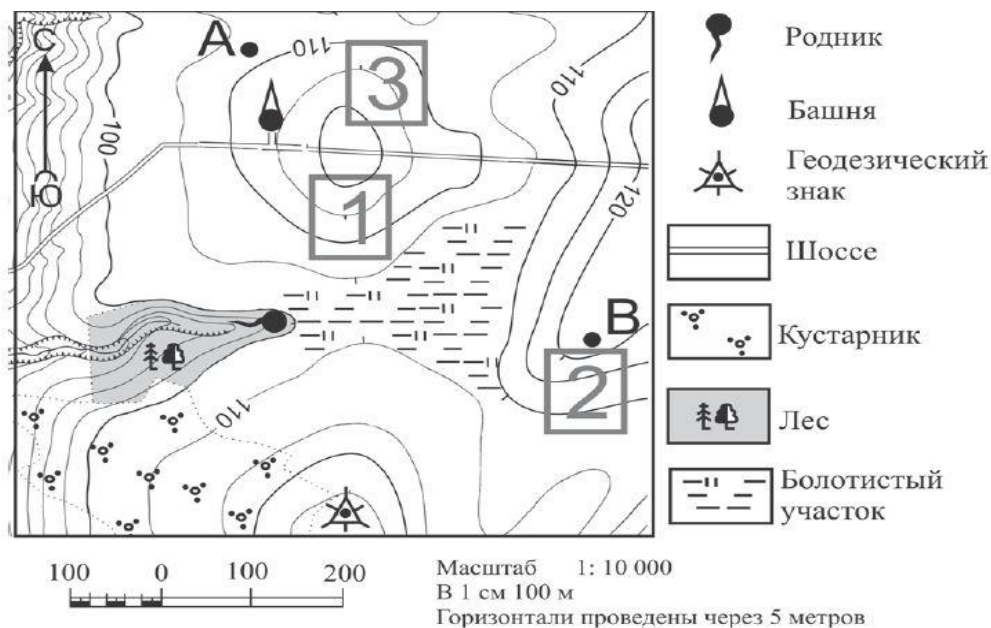 С
Ю
А
В
3
1
2
110
100
110
120
110
Родник
Башня
Геодезический
знак
Шоссе
Кустарник
Лес
Болотистый
участок
100 0 100 200
Масштаб 1: 10 000
В 1 см 100 м
Горизонтали проведены через 5 метров